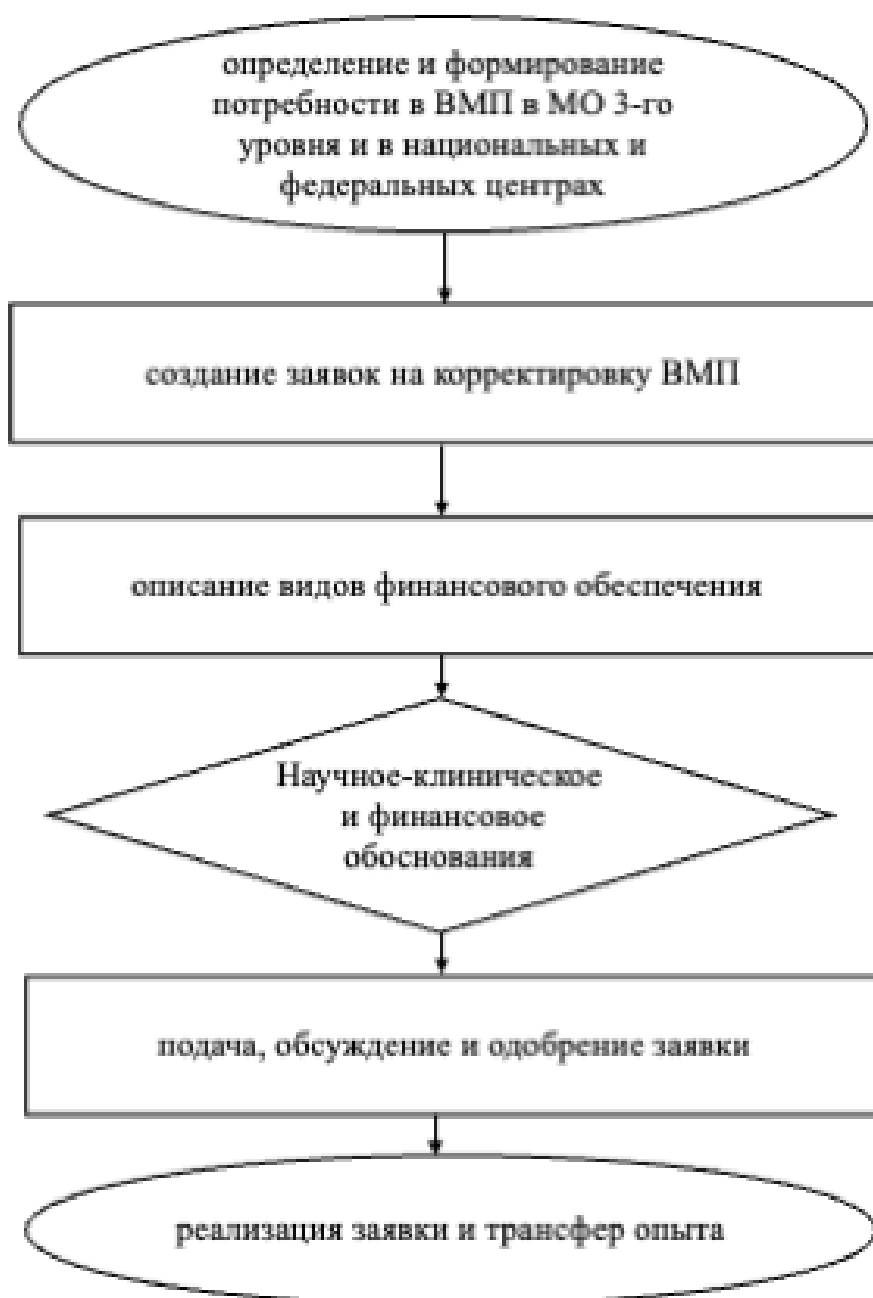 определение и формирование
потребности в ВМП в МО 3-го
уровня и в национальных и
федеральных центрах
создание заявок на корректировку ВМП
описание видов финансового обеспечения
Научное-клиническое
и финансовое
обоснования
подача, обсуждение и одобрение заявки
реализация заявки и трансфер опыта